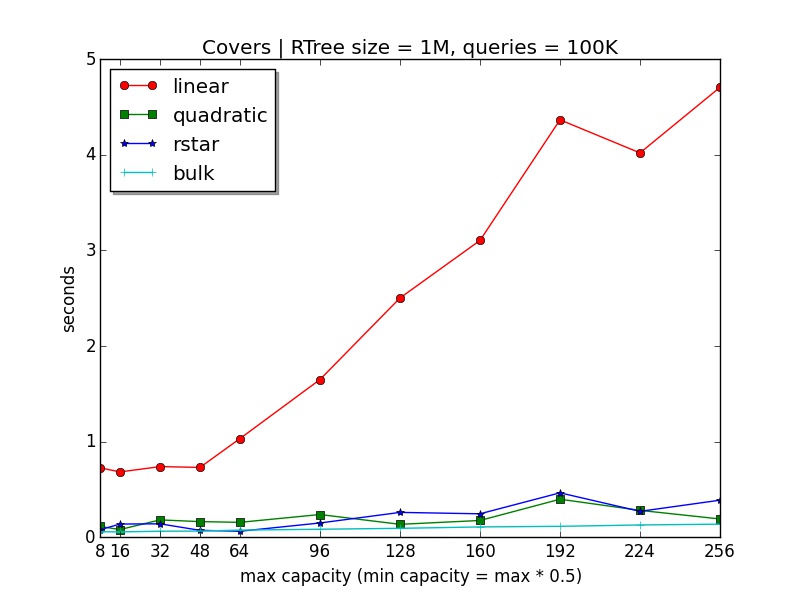 Covers | RTree size = 1M, queries = 100K
linear
quadratic
rstar
bulk
5
4
3
2
1
0
seconds
8 16 32 48 64 96 128 160 192 224 256
max capacity (min capacity = max * 0.5)